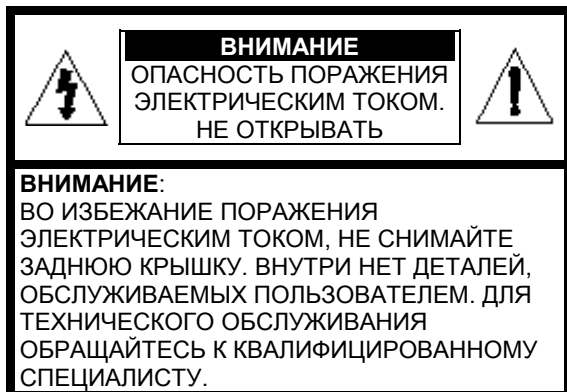 ВНИМАНИЕ
ОПАСНОСТЬ ПОРАЖЕНИЯ
ЭЛЕКТРИЧЕСКИМ ТОКОМ.
НЕ ОТКРЫВАТЬ
ВНИМАНИЕ:
ВО ИЗБЕЖАНИЕ ПОРАЖЕНИЯ
ЭЛЕКТРИЧЕСКИМ ТОКОМ, НЕ СНИМАЙТЕ
ЗАДНЮЮ КРЫШКУ. ВНУТРИ НЕТ ДЕТАЛЕЙ,
ОБСЛУЖИВАЕМЫХ ПОЛЬЗОВАТЕЛЕМ. ДЛЯ
ТЕХНИЧЕСКОГО ОБСЛУЖИВАНИЯ
ОБРАЩАЙТЕСЬ К КВАЛИФИЦИРОВАННОМУ
СПЕЦИАЛИСТУ.